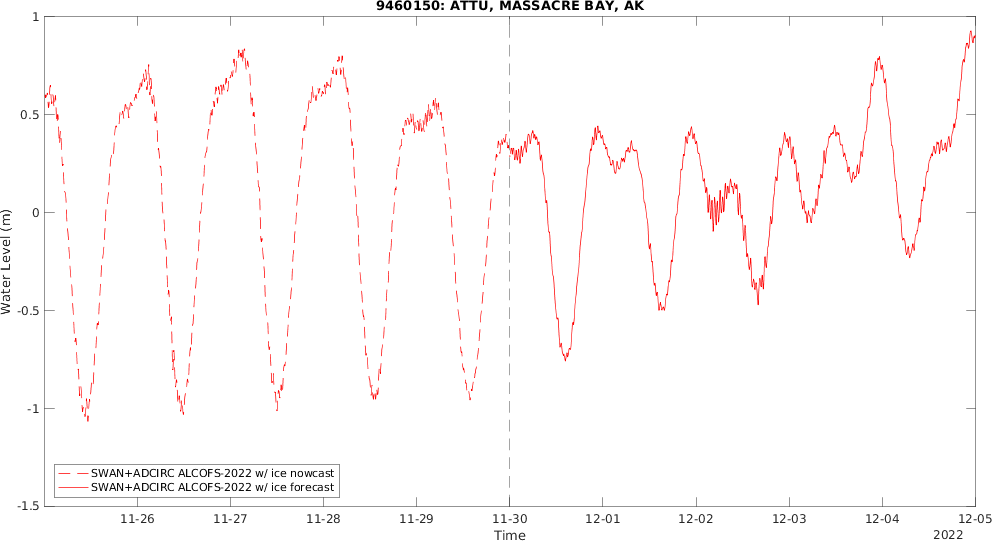 9460150: ATTU, MASSACRE BAY, AK
1
0.5
0
-0.5
-1
-1.5
Water Level (m)
SWAN+ADCIRC ALCOFS-2022 w/ ice nowcast
SWAN+ADCIRC ALCOFS-2022 w/ ice forecast
11-26 11-27 11-28 11-29 11-30 12-01 12-02 12-03 12-04 12-05
Time
2022